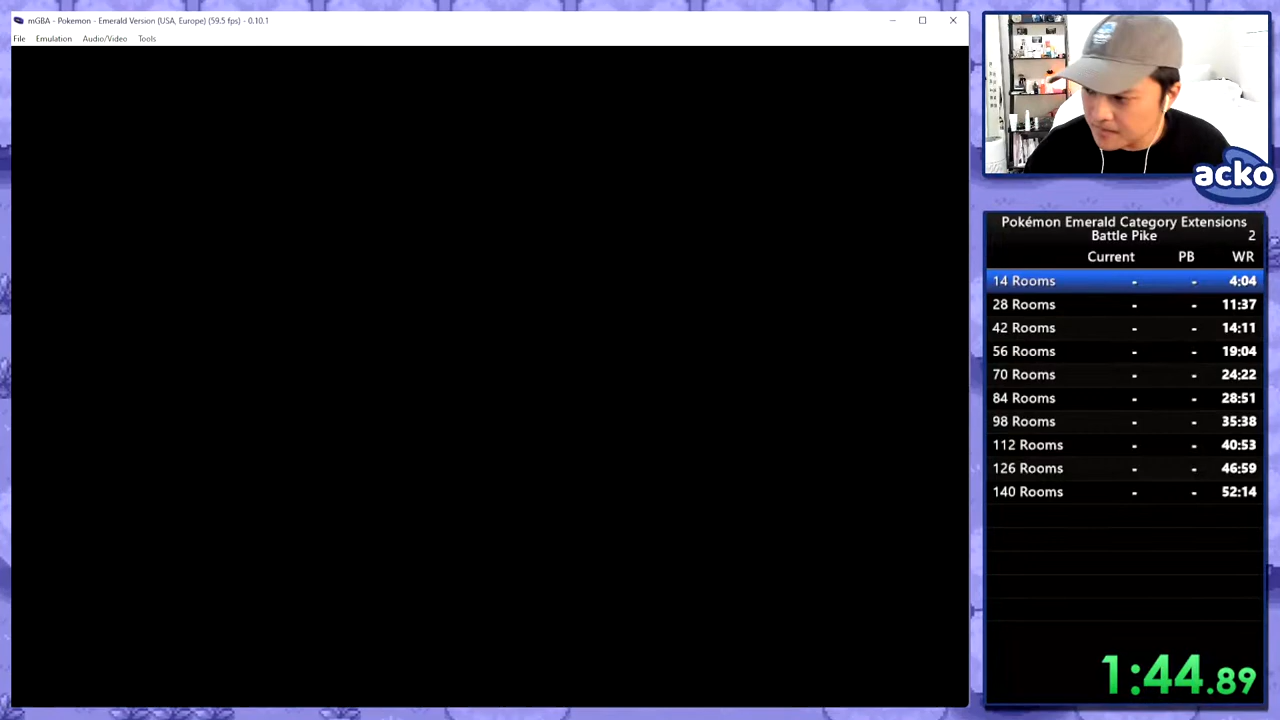 mGBA - Pokemon - Emerald Version (USA, Europe) (59.5 fps) - 0.10.1
File Emulation Audio/Video Tools
acko
Pokémon Emerald Category Extensions
Battle Pike 2
Current PB WR
14 Rooms - - 4:04
28 Rooms - - 11:37
42 Rooms - - 14:11
56 Rooms - - 19:04
70 Rooms - - 24:22
84 Rooms - - 28:51
98 Rooms - - 35:38
112 Rooms - - 40:53
126 Rooms - - 46:59
140 Rooms - - 52:14
1:44.89